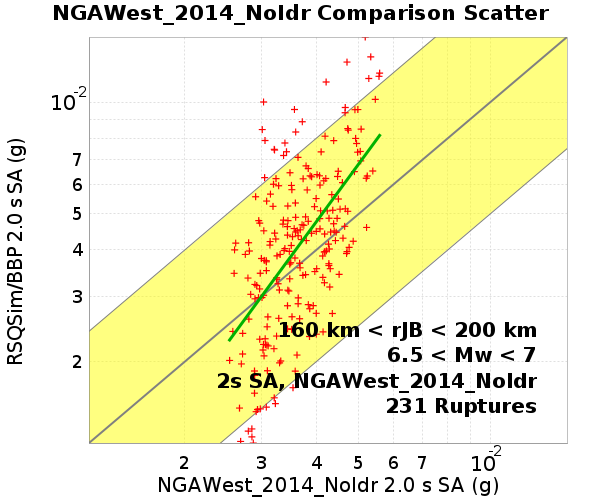 NGAWest_2014_NoIdr Comparison Scatter
RSQSim/BBP 2.0 s SA (g)
10-2
7
6
5
4
3
2
160 km < rJB < 200 km
6.5 < Mw < 7
2s SA, NGAWest_2014_NoIdr
231 Ruptures
2 3 4 5 6 7 10-2
NGAWest_2014_NoIdr 2.0 s SA (g)